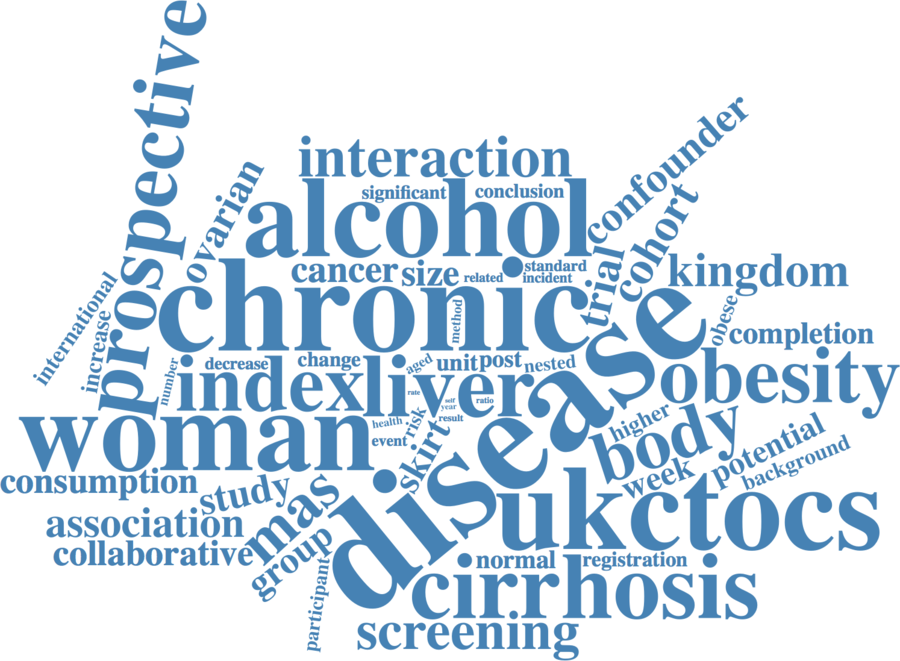 prospective
interaction
confounder
significant
conclusion
ovarian
alcohol
cohort
trial
cancer
size
related
standard
incident
kingdom
international
chronic
method
obese
completion
increase
number
decrease
change
aged
unit
post
nested
index
liver
disease
obesity
rate
self
year
ratio
woman
health
risk
result
event
skirt
higher
body
potential
background
week
consumption
study
mas
ukctocs
association
collaborative
group
participant
normal
registration
cirrhosis
screening